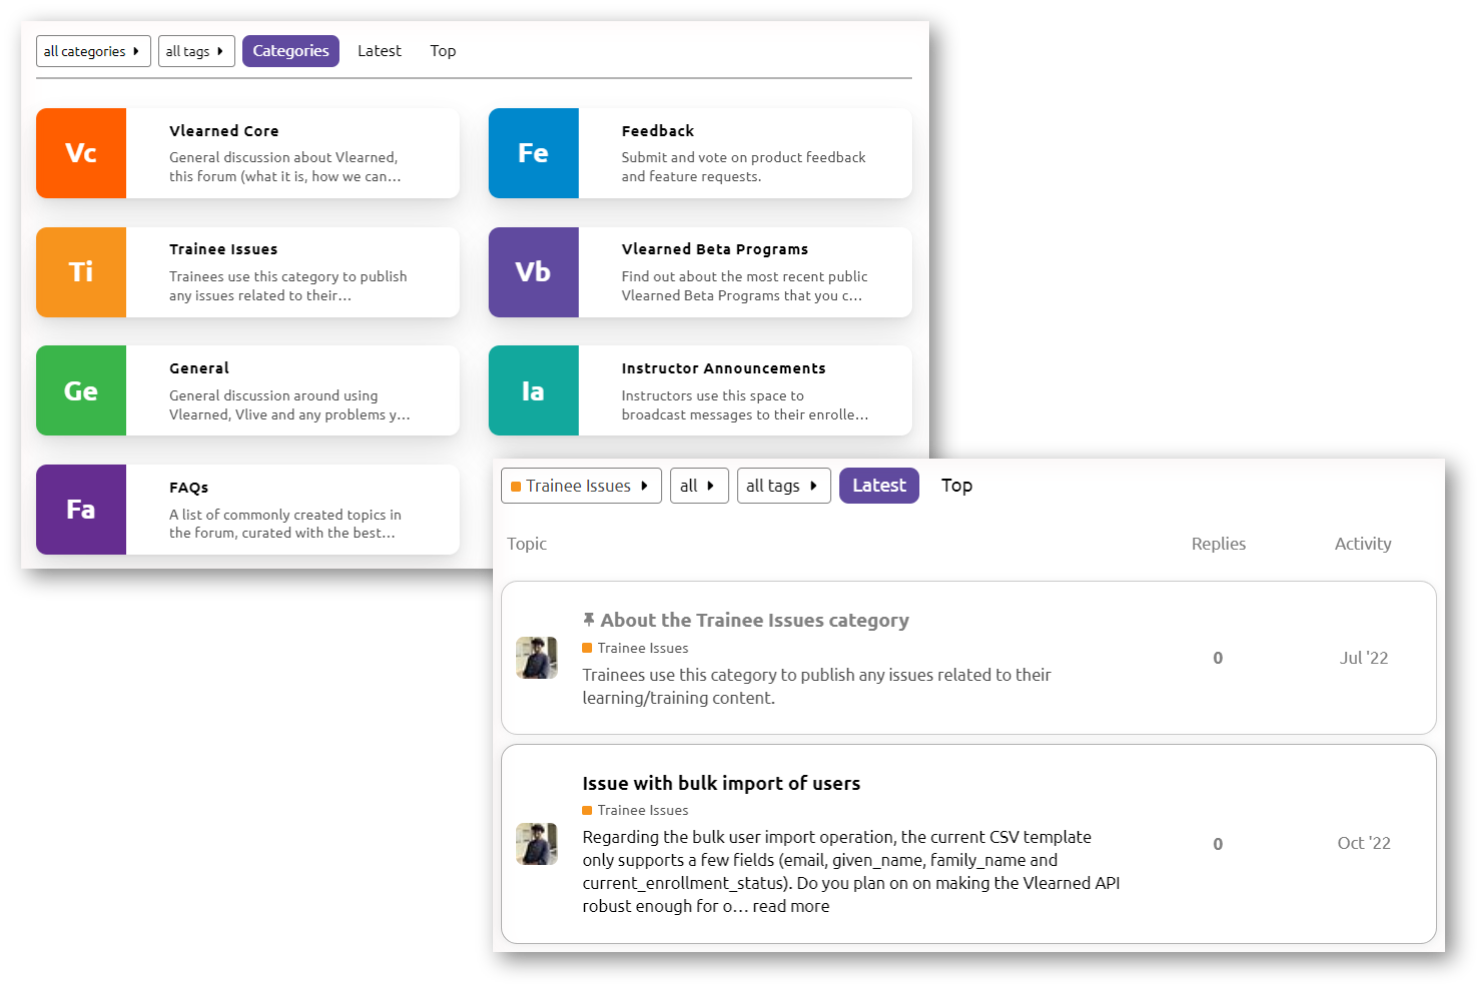 all categories
all tags
Categories
Latest
Top
Vc
Vlearned Core
General discussion about Vlearned,
this forum (what it is, how we can…
Fe
Feedback
Submit and vote on product feedback
and feature requests.
Ti
Trainee Issues
Trainees use this category to publish
any issues related to their…
Vb
Vlearned Beta Programs
Find out about the most recent public
Vlearned Beta Programs that you c…
Ge
General
General discussion around using
Vlearned, Vlive and any problems y…
Ia
Instructor Announcements
Instructors use this space to
broadcast messages to their enrolle…
Fa
FAQs
A list of commonly created topics in
the forum, curated with the best…
Trainee Issues
all
all tags
Latest
Top
Topic
Replies
Activity
About the Trainee Issues category
Trainee Issues
Trainees use this category to publish any issues related to their
learning/training content.
0
Jul '22
Issue with bulk import of users
Trainee Issues
Regarding the bulk user import operation, the current CSV template
only supports a few fields (email, given_name, family_name and
current_enrollment_status). Do you plan on on making the Vlearned API
robust enough for o… read more
0
Oct '22